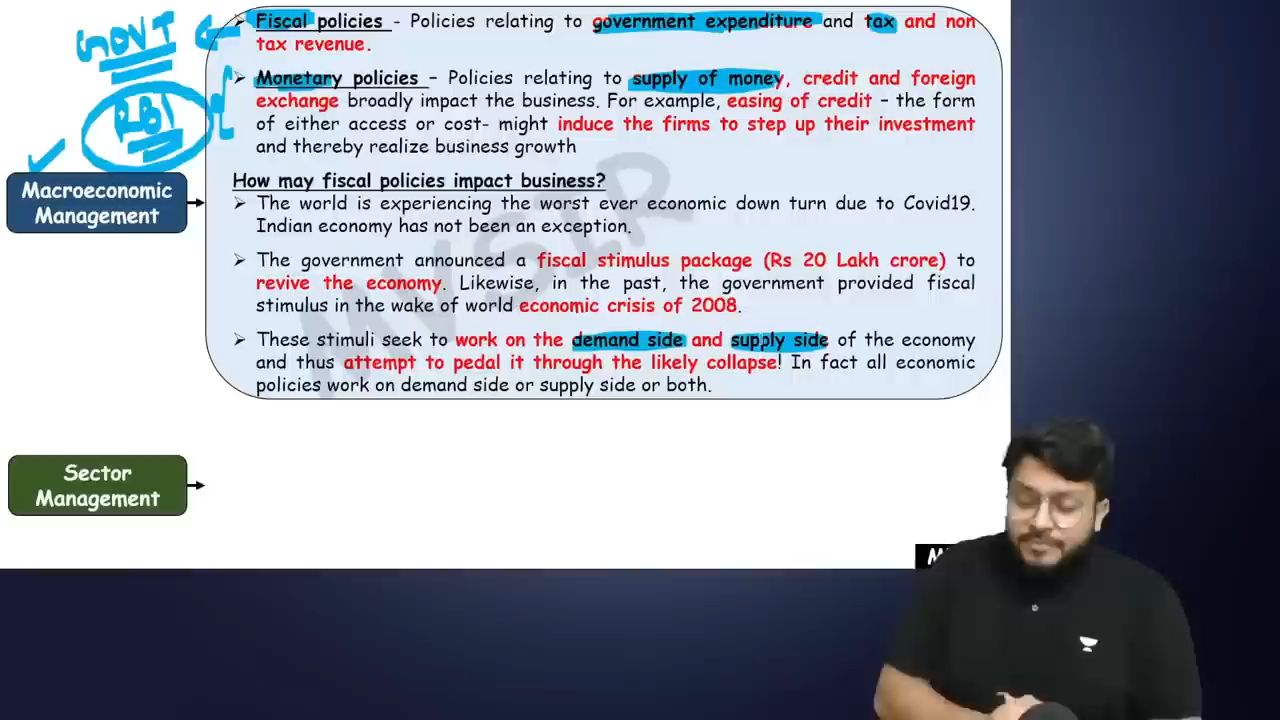 GOVT
RBI
➢ Fiscal policies - Policies relating to government expenditure and tax and non
tax revenue.
➢ Monetary policies – Policies relating to supply of money, credit and foreign
exchange broadly impact the business. For example, easing of credit – the form
of either access or cost- might induce the firms to step up their investment
and thereby realize business growth
Macroeconomic
Management
How may fiscal policies impact business?
➢ The world is experiencing the worst ever economic down turn due to Covid19.
Indian economy has not been an exception.
➢ The government announced a fiscal stimulus package (Rs 20 Lakh crore) to
revive the economy. Likewise, in the past, the government provided fiscal
stimulus in the wake of world economic crisis of 2008.
➢ These stimuli seek to work on the demand side and supply side of the economy
and thus attempt to pedal it through the likely collapse! In fact all economic
policies work on demand side or supply side or both.
MVSIR
Sector
Management